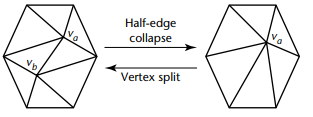 Half-edge
collapse
va
va
vb
Vertex split